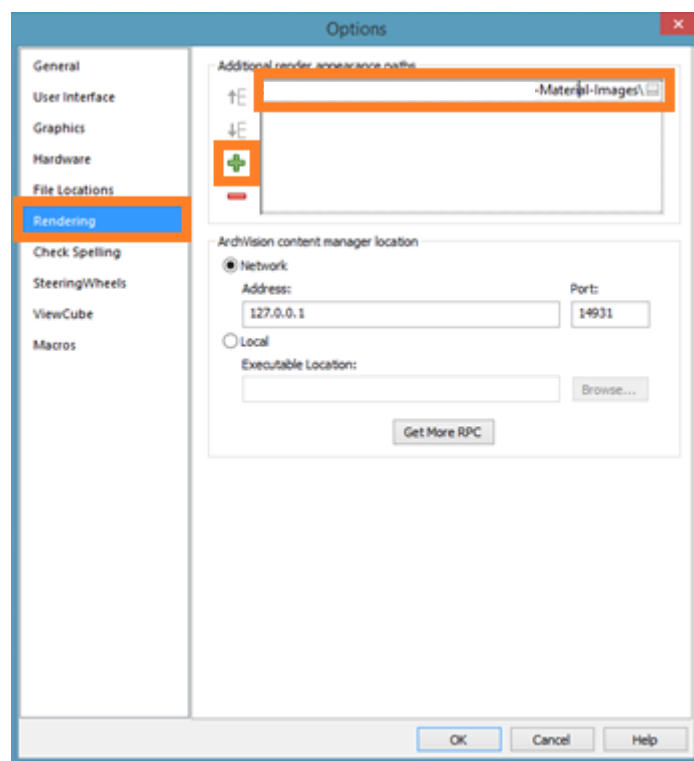 Options
General
User Interface
Graphics
Hardware
File Locations
Rendering
Check Spelling
SteeringWheels
ViewCube
Macros
Additional render appearance paths
-Material-Images\
ArchVision content manager location
Network
Address:
Port:
127.0.0.1
14931
Local
Executable Location:
Browse...
Get More RPC
OK
Cancel
Help